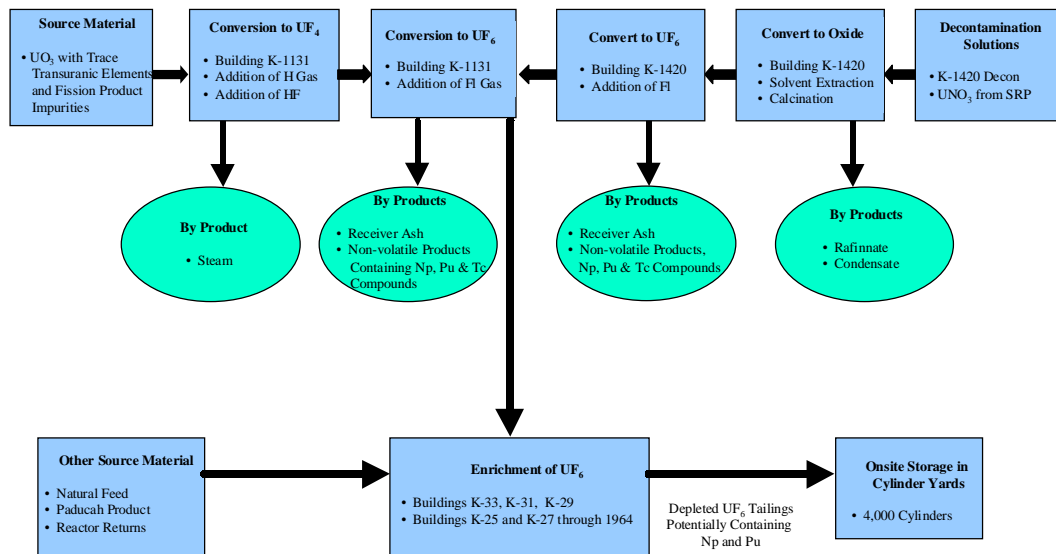 Source Material
• UO₃ with Trace
Transuranic Elements
and Fission Product
Impurities
Conversion to UF₄
• Building K-1131
• Addition of H Gas
• Addition of HF
Conversion to UF₆
• Building K-1131
• Addition of Fl Gas
Convert to UF₆
• Building K-1420
• Addition of Fl
Convert to Oxide
• Building K-1420
• Solvent Extraction
• Calcination
Decontamination
Solutions
• K-1420 Decon
• UNO₃ from SRP
By Product
• Steam
By Products
• Receiver Ash
• Non-volatile Products
Containing Np, Pu & Tc
Compounds
By Products
• Receiver Ash
• Non-volatile Products,
Np, Pu & Tc Compounds
By Products
• Rafinnate
• Condensate
Other Source Material
• Natural Feed
• Paducah Product
• Reactor Returns
Enrichment of UF₆
• Buildings K-33, K-31, K-29
• Buildings K-25 and K-27 through 1964
Depleted UF₆ Tailings
Potentially Containing
Np and Pu
Onsite Storage in
Cylinder Yards
• 4,000 Cylinders